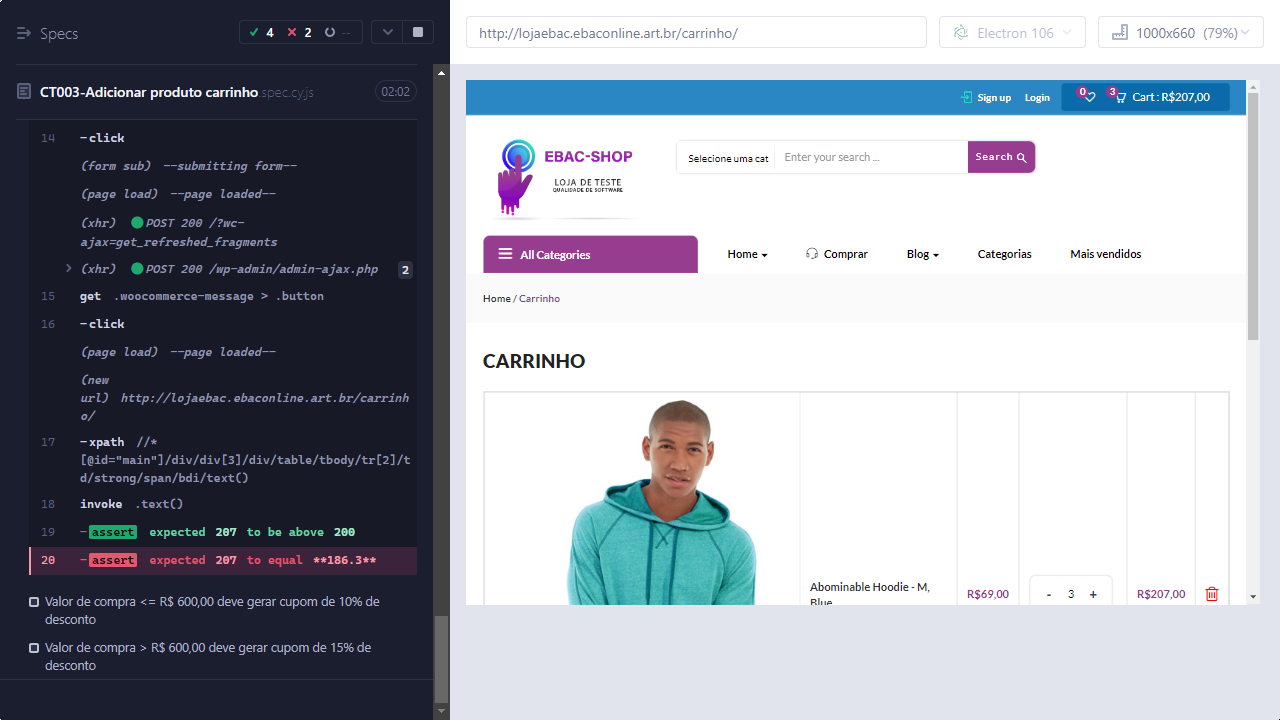 Specs
4 2 --
CT003-Adicionar produto carrinho.spec.cy.js
02:02
14 -click
(form sub) --submitting form--
(page load) --page loaded--
(xhr) POST 200 /?wc-
ajax=get_refreshed_fragments
(xhr) POST 200 /wp-admin/admin-ajax.php 2
15 get .woocommerce-message > .button
16 -click
(page load) --page loaded--
(new
url) http://lojaebac.ebaconline.art.br/carrinh
o/
17 -xpath //*
[@id="main"]/div/div[3]/div/table/tbody/tr[2]/t
d/strong/span/bdi/text()
18 invoke .text()
19 -assert expected 207 to be above 200
20 -assert expected 207 to equal **186.3**
Valor de compra <= R$ 600,00 deve gerar cupom de 10% de
desconto
Valor de compra > R$ 600,00 deve gerar cupom de 15% de
desconto
http://lojaebac.ebaconline.art.br/carrinho/
Electron 106
1000x660 (79%)
Sign up Login 0 3 Cart : R$207,00
EBAC-SHOP
LOJA DE TESTE
QUALIDADE DE SOFTWARE
Selecione uma cat Enter your search ... Search
All Categories Home Comprar Blog Categorias Mais vendidos
Home / Carrinho
CARRINHO
Abominable Hoodie - M,
Blue
R$69,00 - 3 + R$207,00